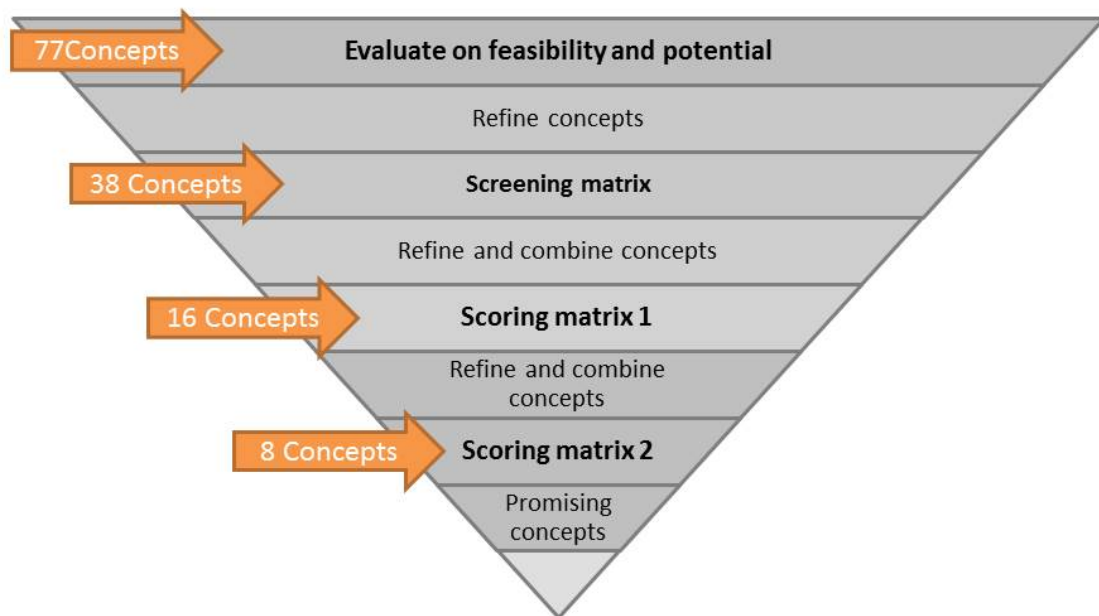 77Concepts
Evaluate on feasibility and potential
Refine concepts
38 Concepts
Screening matrix
Refine and combine concepts
16 Concepts
Scoring matrix 1
Refine and combine
concepts
8 Concepts
Scoring matrix 2
Promising
concepts